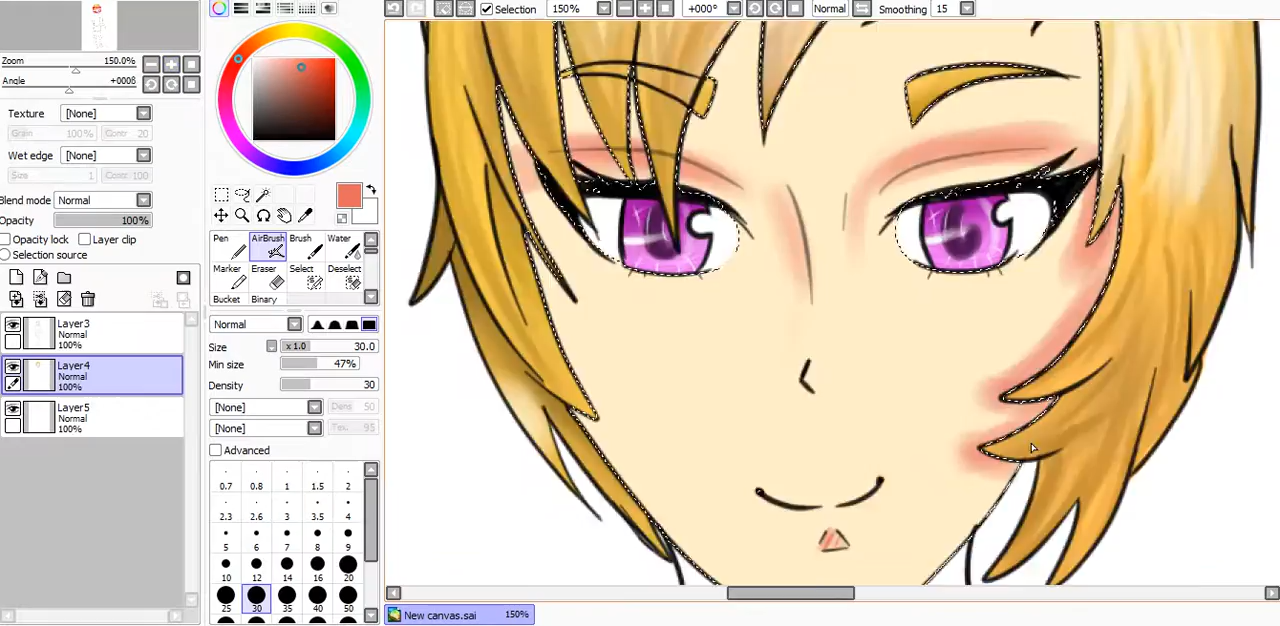 Selection 150% +000° Normal Smoothing 15
Zoom 150.0%
Angle +000ß
Texture [None]
Grain 100% Contr 20
Wet edge [None]
Size 1 Contr 100
Blend mode Normal
Opacity 100%
Opacity lock Layer clip
Selection source
Layer3
Normal
100%
Layer4
Normal
100%
Layer5
Normal
100%
Pen AirBrush Brush Water
Marker Eraser Select Deselect
Bucket Binary
Normal
Size x 1.0 30.0
Min size 47%
Density 30
[None] Dens 50
[None] Tex. 95
Advanced
0.7 0.8 1 1.5 2
2.3 2.6 3 3.5 4
5 6 7 8 9
10 12 14 16 20
25 30 35 40 50
New canvas.sai 150%